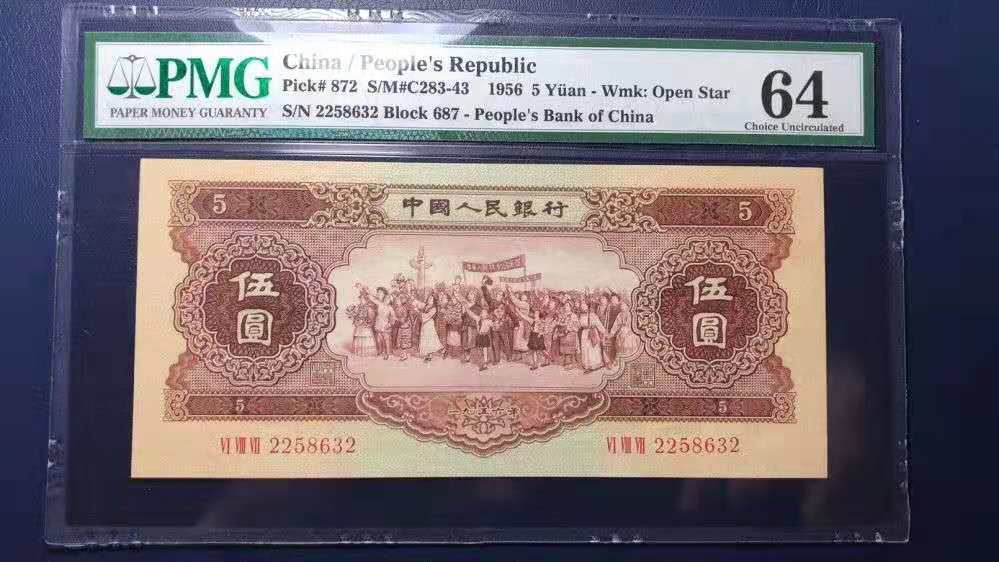 PMG
PAPER MONEY GUARANTY
China / People's Republic
Pick# 872 S/M#C283-43 1956 5 Yüan - Wmk: Open Star
S/N 2258632 Block 687 - People's Bank of China
64
Choice Uncirculated
5 中國人民銀行 5
伍圓
伍圓
5 5
VI VIII VII 2258632 VI VIII VII 2258632